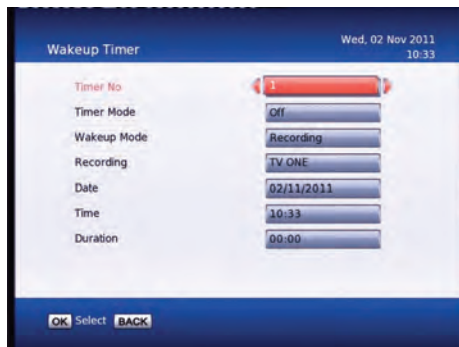 Wakeup Timer
Wed, 02 Nov 2011
10:33
Timer No 1
Timer Mode Off
Wakeup Mode Recording
Recording TV ONE
Date 02/11/2011
Time 10:33
Duration 00:00
OK Select BACK